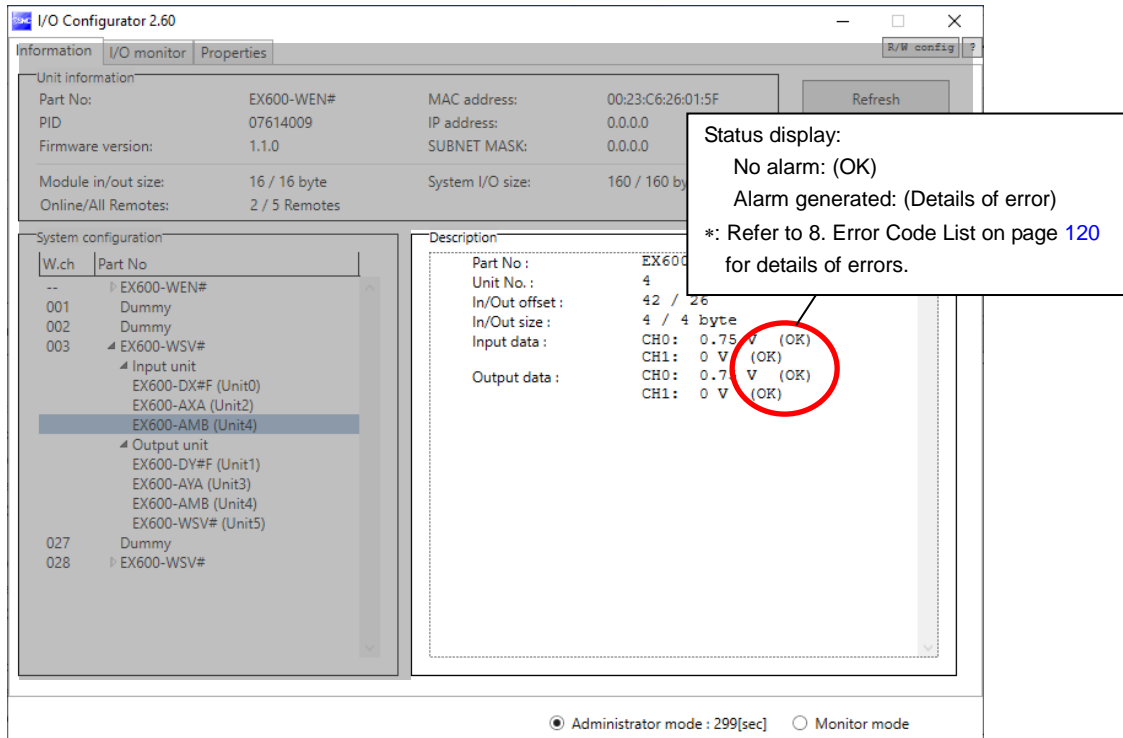 I/O Configurator 2.60
Information I/O monitor Properties R/W config ?
Unit information
Part No: EX600-WEN# MAC address: 00:23:C6:26:01:5F Refresh
PID 07614009 IP address: 0.0.0.0
Firmware version: 1.1.0 SUBNET MASK: 0.0.0.0
Module in/out size: 16 / 16 byte System I/O size: 160 / 160 by
Online/All Remotes: 2 / 5 Remotes
Status display:
No alarm: (OK)
Alarm generated: (Details of error)
*: Refer to 8. Error Code List on page 120
for details of errors.
System configuration
W.ch Part No
-- EX600-WEN#
001 Dummy
002 Dummy
003 EX600-WSV#
Input unit
EX600-DX#F (Unit0)
EX600-AXA (Unit2)
EX600-AMB (Unit4)
Output unit
EX600-DY#F (Unit1)
EX600-AYA (Unit3)
EX600-AMB (Unit4)
EX600-WSV# (Unit5)
027 Dummy
028 EX600-WSV#
Description
Part No : EX600
Unit No. : 4
In/Out offset : 42 / 26
In/Out size : 4 / 4 byte
Input data : CH0: 0.75 V (OK)
CH1: 0 V (OK)
Output data : CH0: 0.75 V (OK)
CH1: 0 V (OK)
Administrator mode : 299[sec] Monitor mode